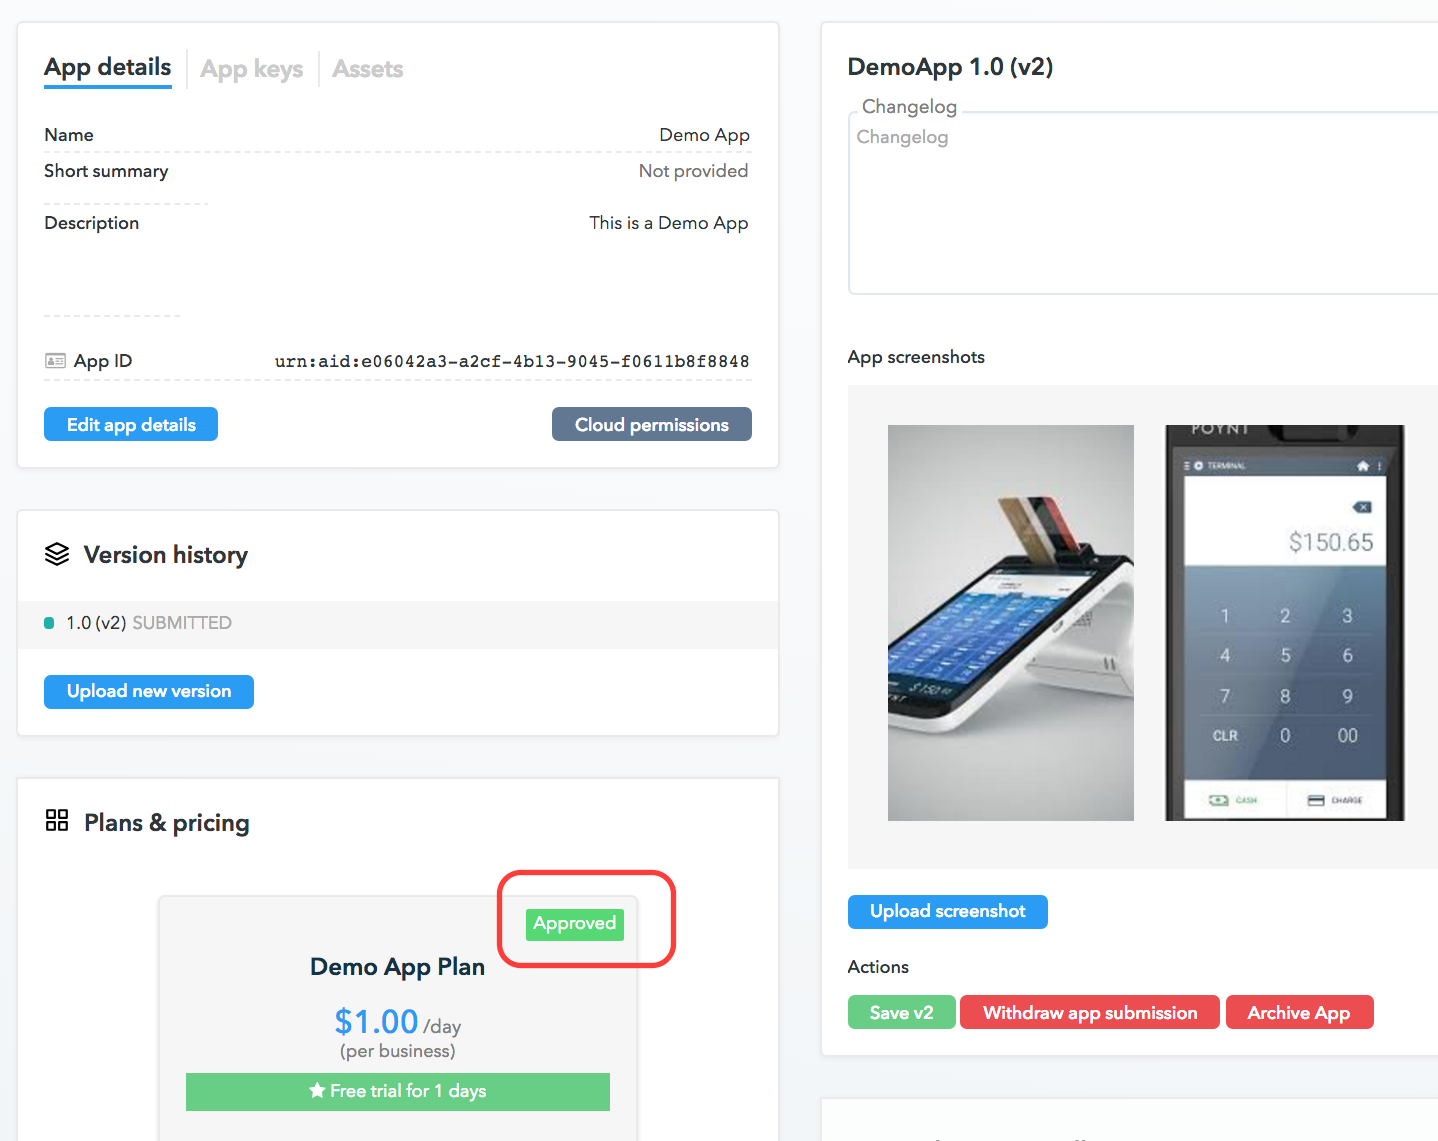 App details
App keys
Assets
Name
Demo App
Short summary
Not provided
Description
This is a Demo App
App ID
urn:aid:e06042a3-a2cf-4b13-9045-f0611b8f8848
Edit app details
Cloud permissions
Version history
1.0 (v2) SUBMITTED
Upload new version
Plans & pricing
Approved
Demo App Plan
$1.00 /day
(per business)
Free trial for 1 days
DemoApp 1.0 (v2)
Changelog
Changelog
App screenshots
POYNT
TERMINAL
$150.65
1 2 3
4 5 6
7 8 9
CLR 0 00
CASH
CHARGE
Upload screenshot
Actions
Save v2
Withdraw app submission
Archive App